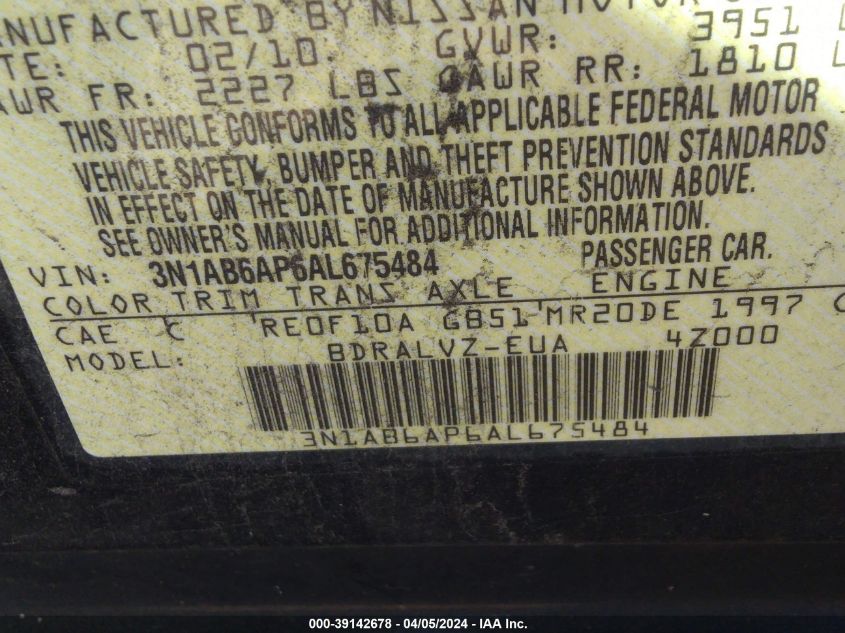 NUFACTURED BY NISSAN MOTOR
TE: 02/10 GVWR: 3951
AWR FR: 2227 LBS GAWR RR: 1810 L
THIS VEHICLE CONFORMS TO ALL APPLICABLE FEDERAL MOTOR
VEHICLE SAFETY, BUMPER AND THEFT PREVENTION STANDARDS
IN EFFECT ON THE DATE OF MANUFACTURE SHOWN ABOVE.
SEE OWNER'S MANUAL FOR ADDITIONAL INFORMATION.
VIN: 3N1AB6AP6AL675484 PASSENGER CAR.
COLOR TRIM TRANS AXLE ENGINE
CAE C RE0F10A GB51 MR20DE 1997 C
MODEL: BDRALVZ-EUA 4Z000
3N1AB6AP6AL675484
000-39142678 - 04/05/2024 - IAA Inc.